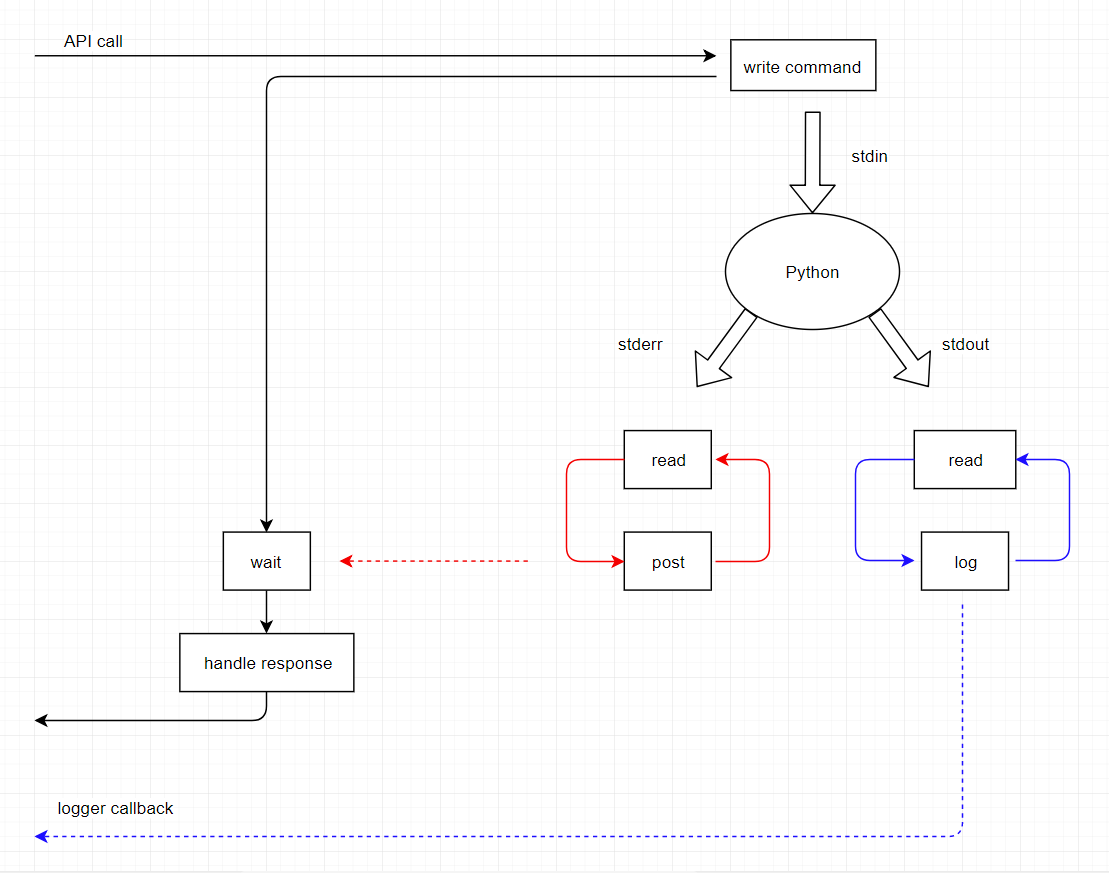 API call
write command
stdin
Python
stderr
stdout
read
read
wait
post
log
handle response
logger callback